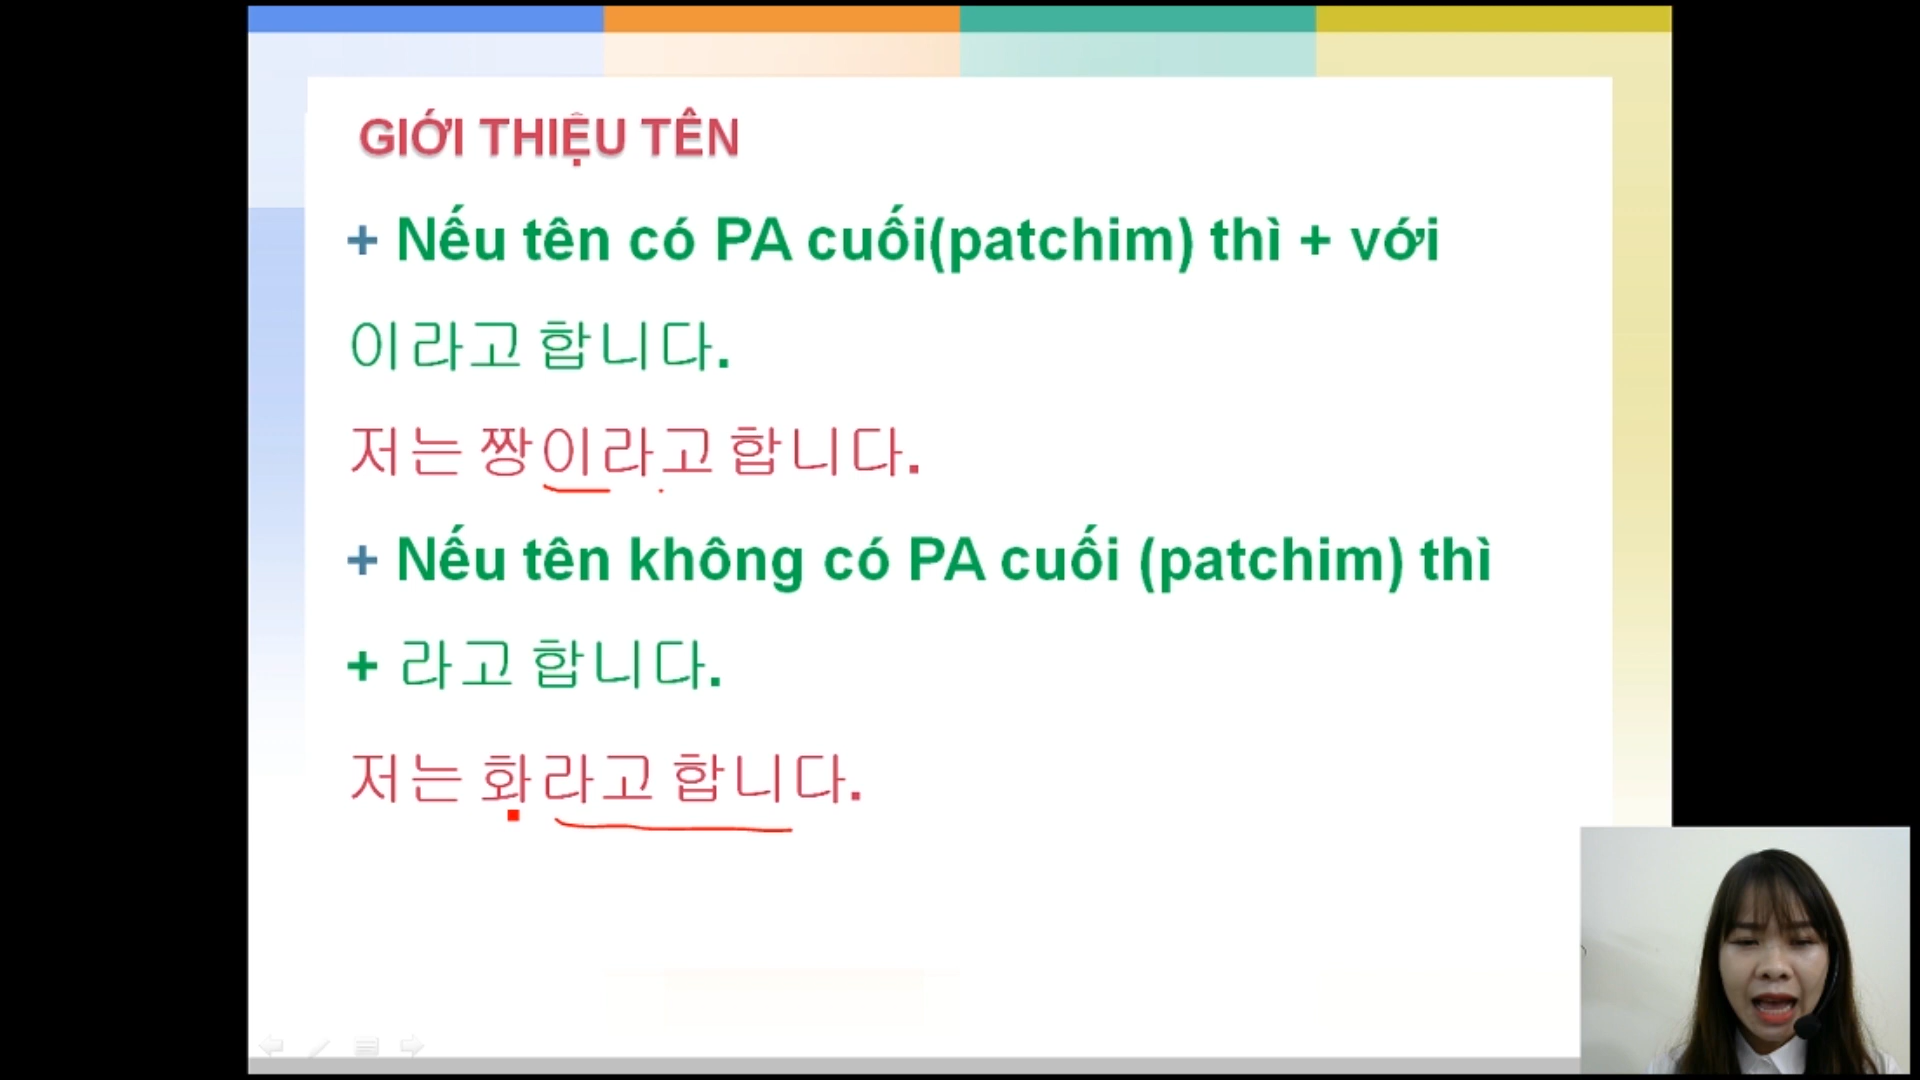 GIỚI THIỆU TÊN
+ Nếu tên có PA cuối(patchim) thì + với
이라고 합니다.
저는 짱이라고 합니다.
+ Nếu tên không có PA cuối (patchim) thì
+ 라고 합니다.
저는 화라고 합니다.